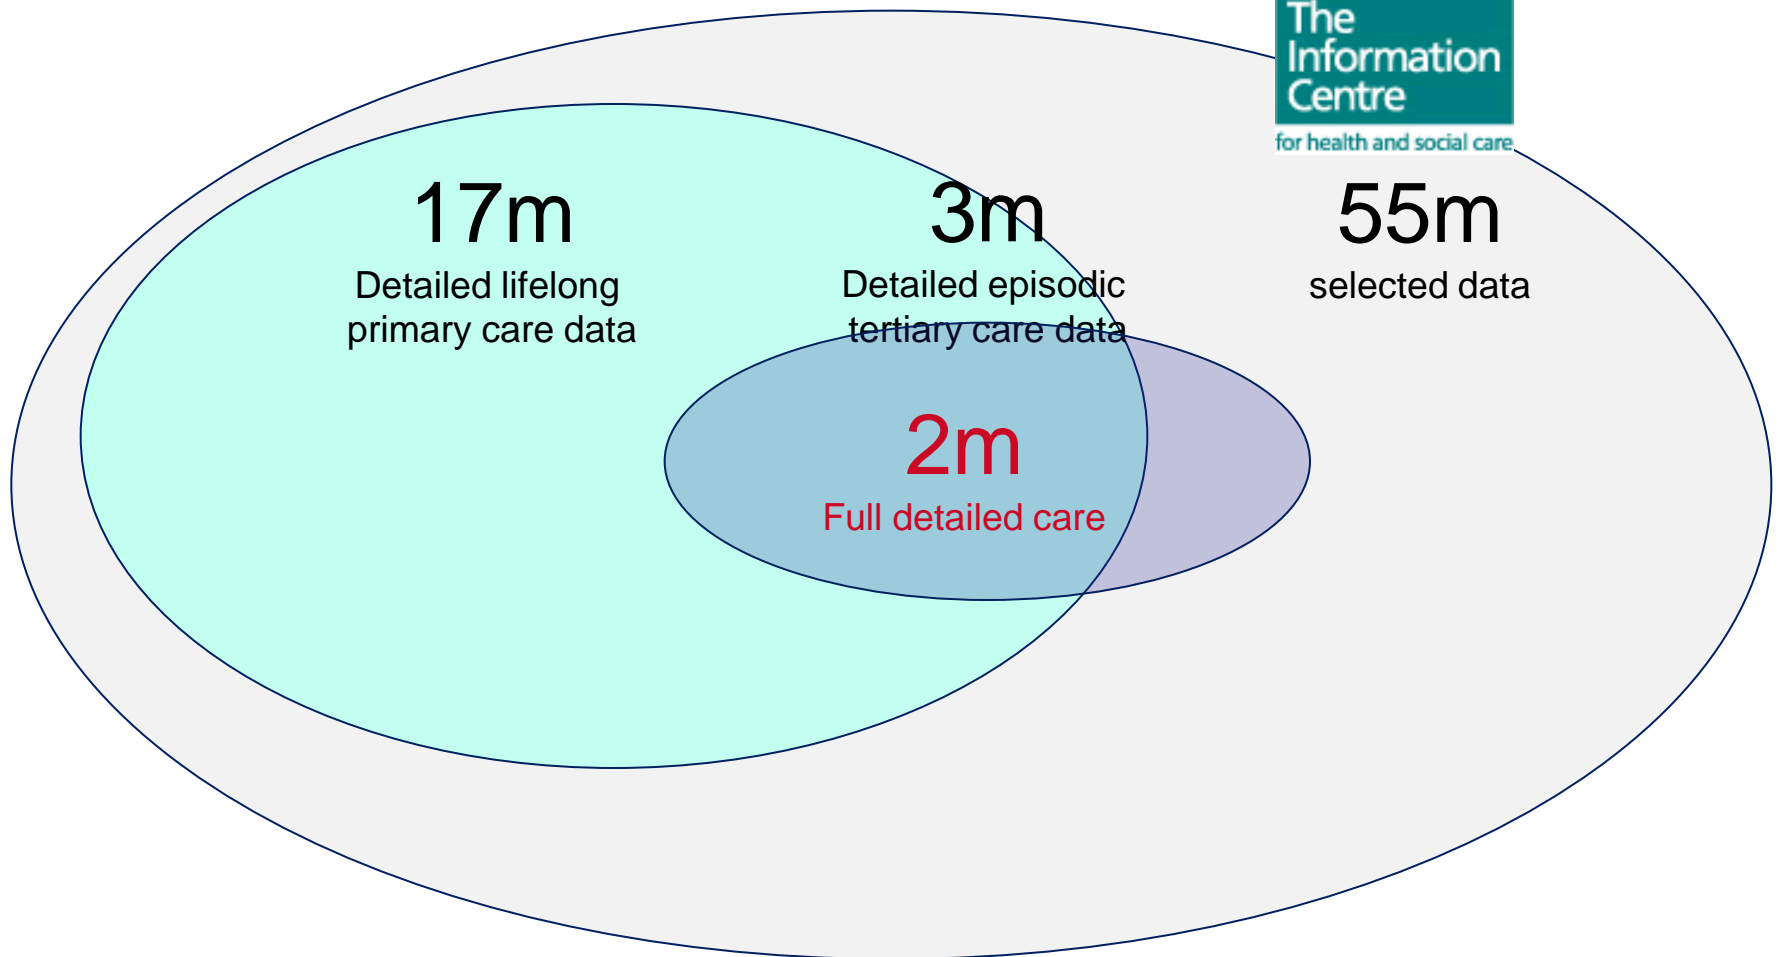 The
Information
Centre
for health and social care
17m
Detailed lifelong
primary care data
3m
Detailed episodic
tertiary care data
55m
selected data
2m
Full detailed care